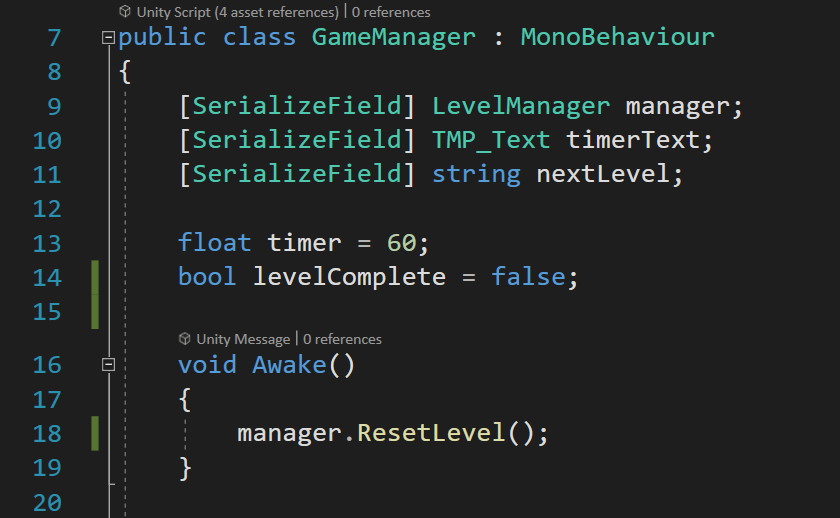 Unity Script (4 asset references) | 0 references
7 public class GameManager : MonoBehaviour
8 {
9 [SerializeField] LevelManager manager;
10 [SerializeField] TMP_Text timerText;
11 [SerializeField] string nextLevel;
12
13 float timer = 60;
14 bool levelComplete = false;
15
Unity Message | 0 references
16 void Awake()
17 {
18 manager.ResetLevel();
19 }
20